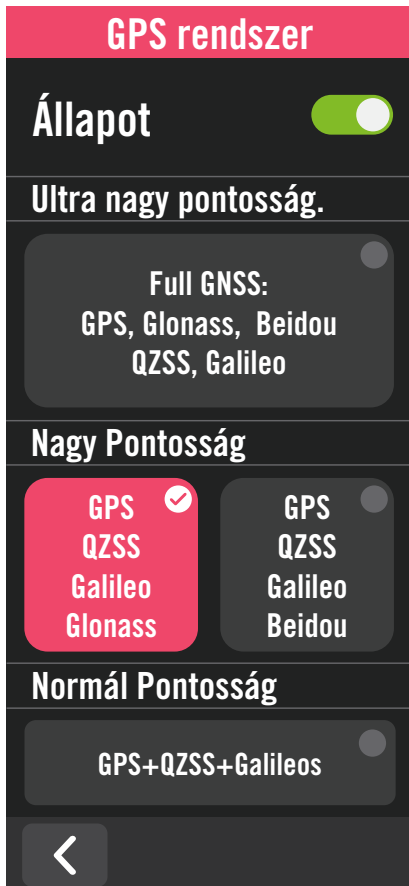 GPS rendszer
Állapot
Ultra nagy pontosság.
Full GNSS:
GPS, Glonass, Beidou
QZSS, Galileo
Nagy Pontosság
GPS
QZSS
Galileo
Glonass
GPS
QZSS
Galileo
Beidou
Normál Pontosság
GPS+QZSS+Galileos